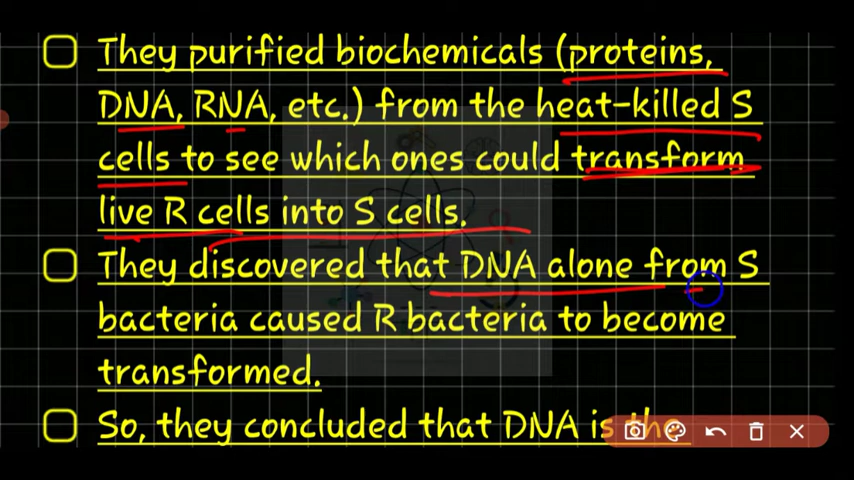 They purified biochemicals (proteins,
DNA, RNA, etc.) from the heat-killed S
cells to see which ones could transform
live R cells into S cells.
They discovered that DNA alone from S
bacteria caused R bacteria to become
transformed.
So, they concluded that DNA is the